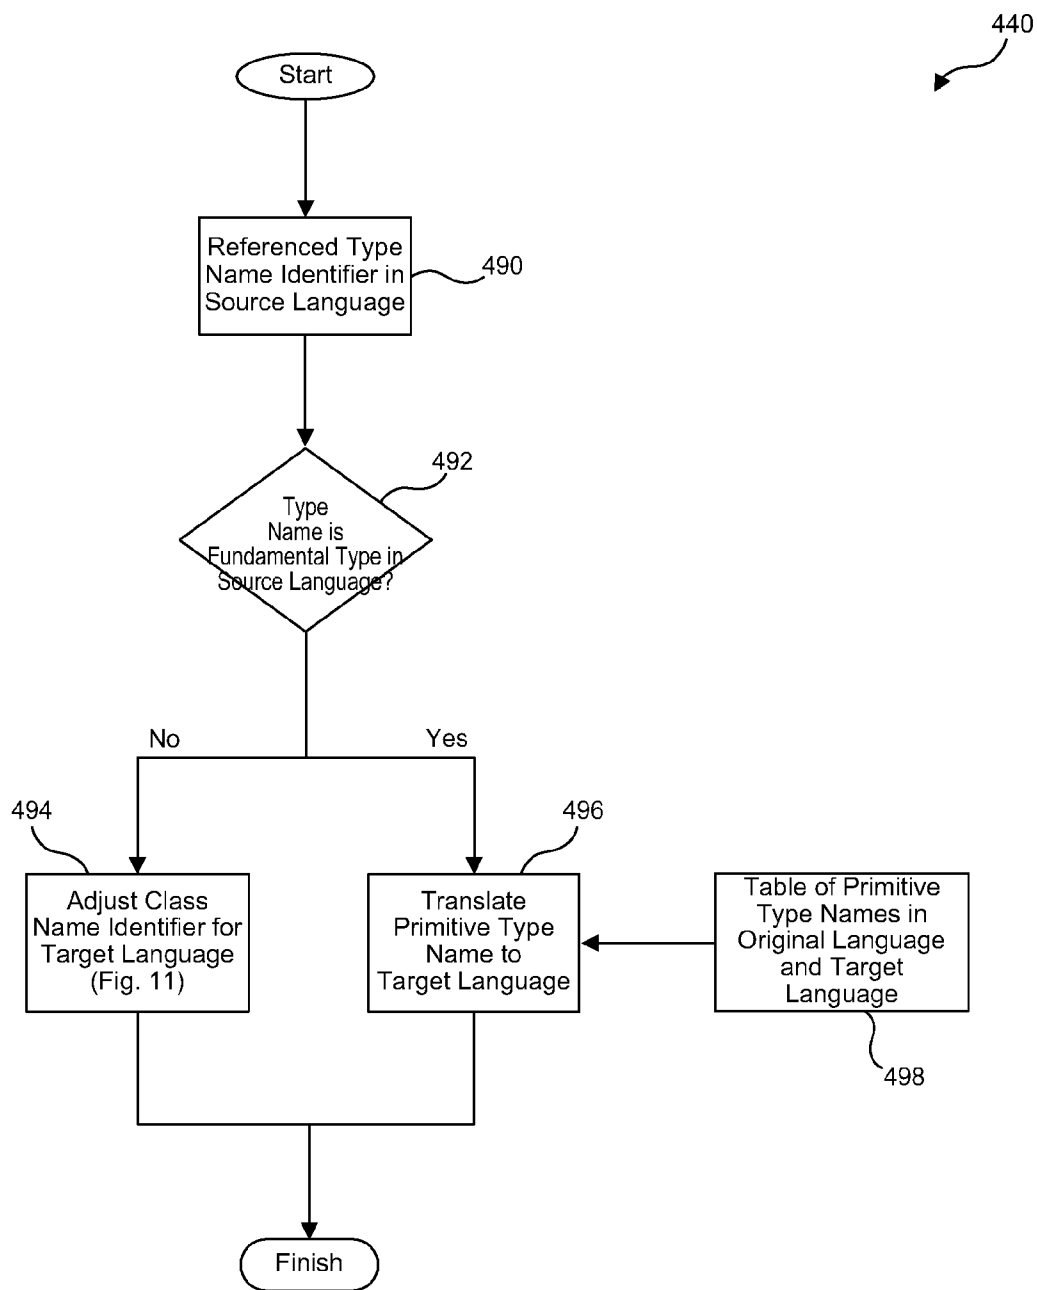 440
Start
Referenced Type
Name Identifier in
Source Language
490
492
Type
Name is
Fundamental Type in
Source Language?
No
Yes
494
496
Adjust Class
Name Identifier for
Target Language
(Fig. 11)
Translate
Primitive Type
Name to
Target Language
Table of Primitive
Type Names in
Original Language
and Target
Language
498
Finish